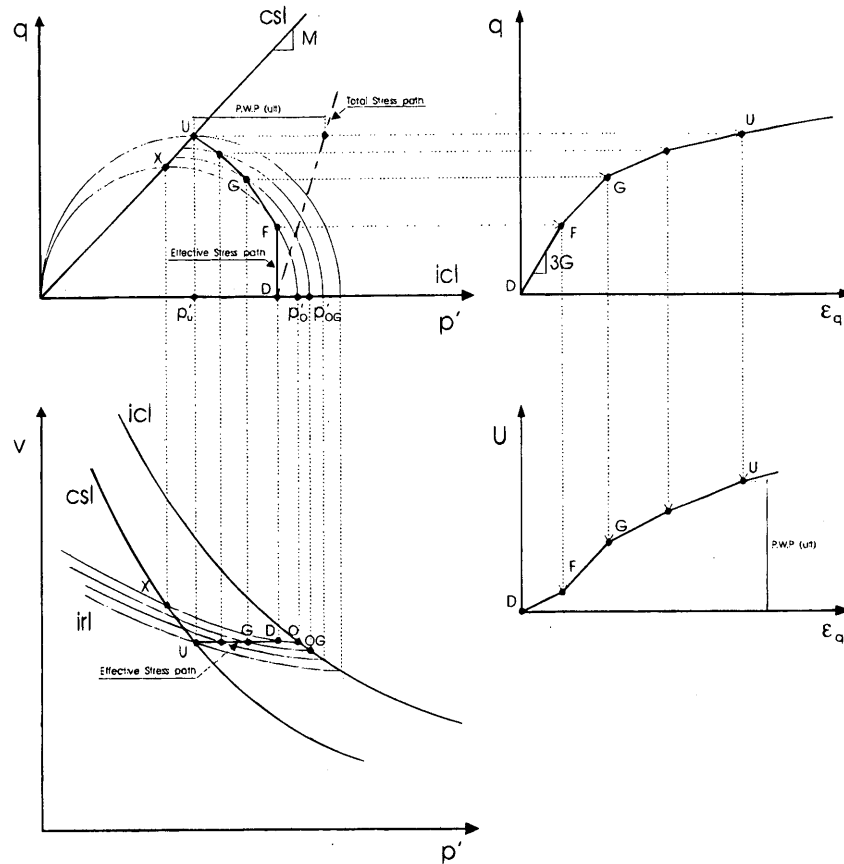 q
csl
M
P.W.P (ult)
Total Stress path
U
X
G
F
Effective Stress path
D
icl
p'u
p'O
p'OG
p'
q
U
G
F
3G
D
εq
v
icl
csl
X
irl
G D O
OG
U
Effective Stress path
p'
U
U
G
F
P.W.P (ult)
D
εq